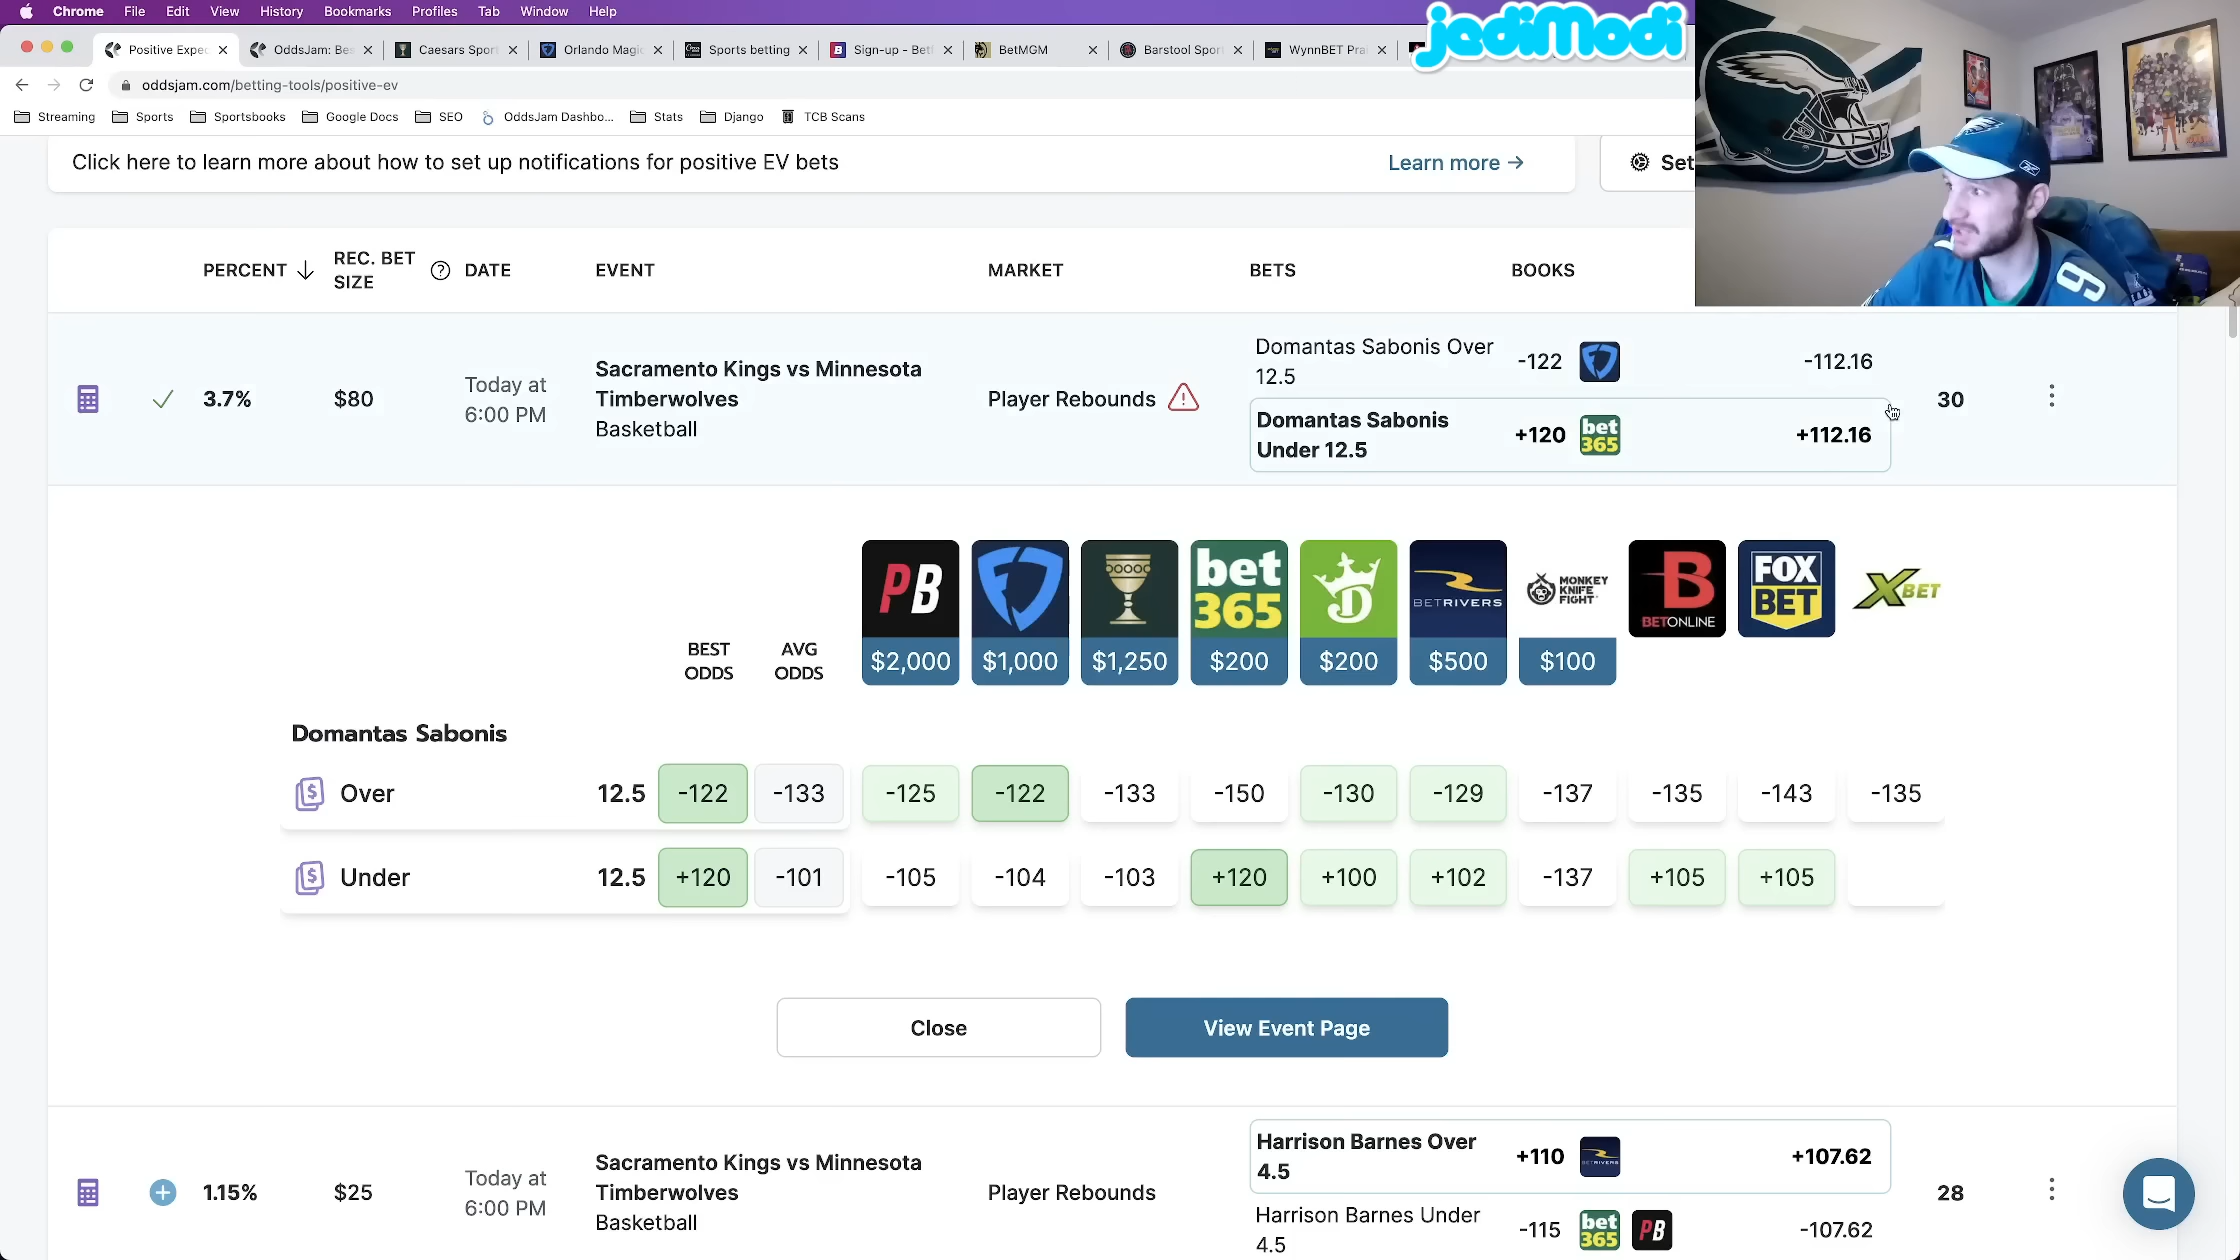 Chrome File Edit View History Bookmarks Profiles Tab Window Help
jediModi
Positive Expec OddsJam: Bes Caesars Sport Orlando Magic Sports betting Sign-up - Betf BetMGM Barstool Spor WynnBET Pra
oddsjam.com/betting-tools/positive-ev
Streaming Sports Sportsbooks Google Docs SEO OddsJam Dashbo... Stats Django TCB Scans
Click here to learn more about how to set up notifications for positive EV bets Learn more → Set
PERCENT REC. BET SIZE ? DATE EVENT MARKET BETS BOOKS
3.7% $80
Today at
6:00 PM
Sacramento Kings vs Minnesota
Timberwolves
Basketball
Player Rebounds
Domantas Sabonis Over
12.5
-122 -112.16
Domantas Sabonis
Under 12.5
+120 bet 365 +112.16
30
PB bet 365 BETRIVERS MONKEY KNIFE FIGHT BETONLINE FOX BET XBET
BEST ODDS AVG ODDS $2,000 $1,000 $1,250 $200 $200 $500 $100
Domantas Sabonis
Over 12.5 -122 -133 -125 -122 -133 -150 -130 -129 -137 -135 -143 -135
Under 12.5 +120 -101 -105 -104 -103 +120 +100 +102 -137 +105 +105
Close View Event Page
1.15% $25
Today at
6:00 PM
Sacramento Kings vs Minnesota
Timberwolves
Basketball
Player Rebounds
Harrison Barnes Over
4.5
+110 BETRIVERS +107.62
Harrison Barnes Under
4.5
-115 bet 365 PB -107.62
28